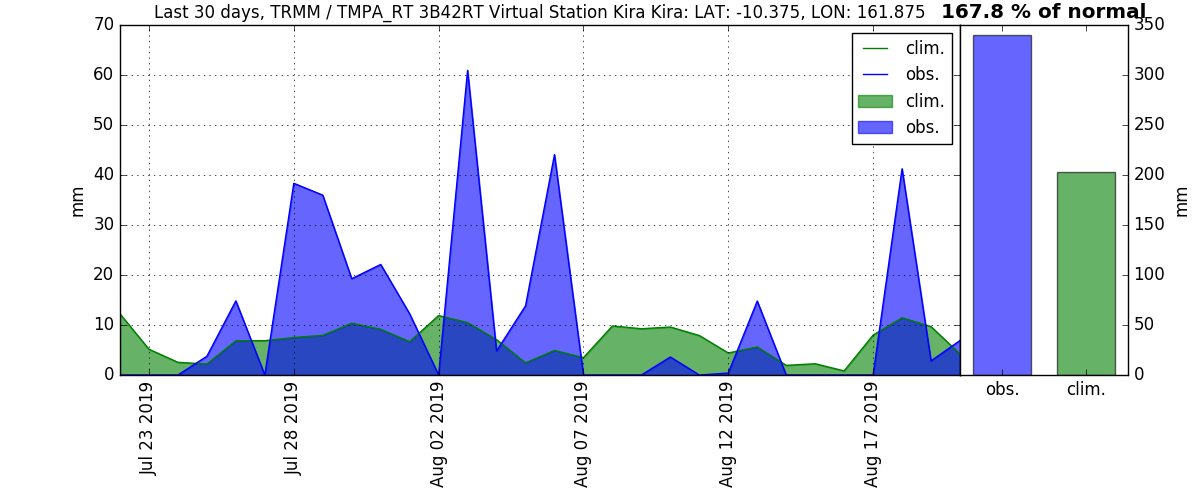 Last 30 days, TRMM / TMPA_RT 3B42RT Virtual Station Kira Kira: LAT: -10.375, LON: 161.875
167.8 % of normal
70
60
50
40
30
20
10
0
mm
clim.
obs.
clim.
obs.
350
300
250
200
150
100
50
0
mm
obs.
clim.
Jul 23 2019
Jul 28 2019
Aug 02 2019
Aug 07 2019
Aug 12 2019
Aug 17 2019